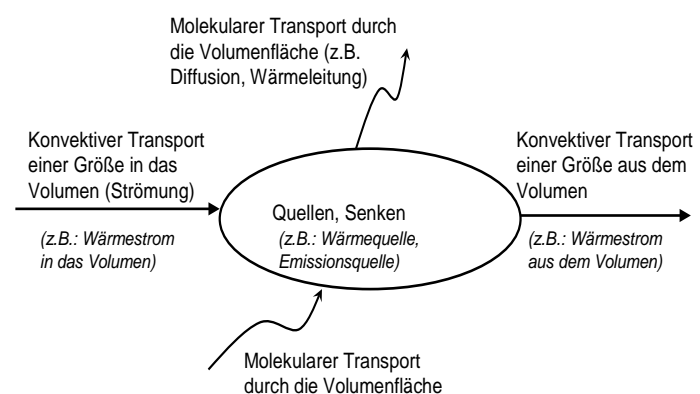 Molekularer Transport durch
die Volumenfläche (z.B.
Diffusion, Wärmeleitung)
Konvektiver Transport
einer Größe in das
Volumen (Strömung)
(z.B.: Wärmestrom
in das Volumen)
Quellen, Senken
(z.B.: Wärmequelle,
Emissionsquelle)
Konvektiver Transport
einer Größe aus dem
Volumen
(z.B.: Wärmestrom
aus dem Volumen)
Molekularer Transport
durch die Volumenfläche